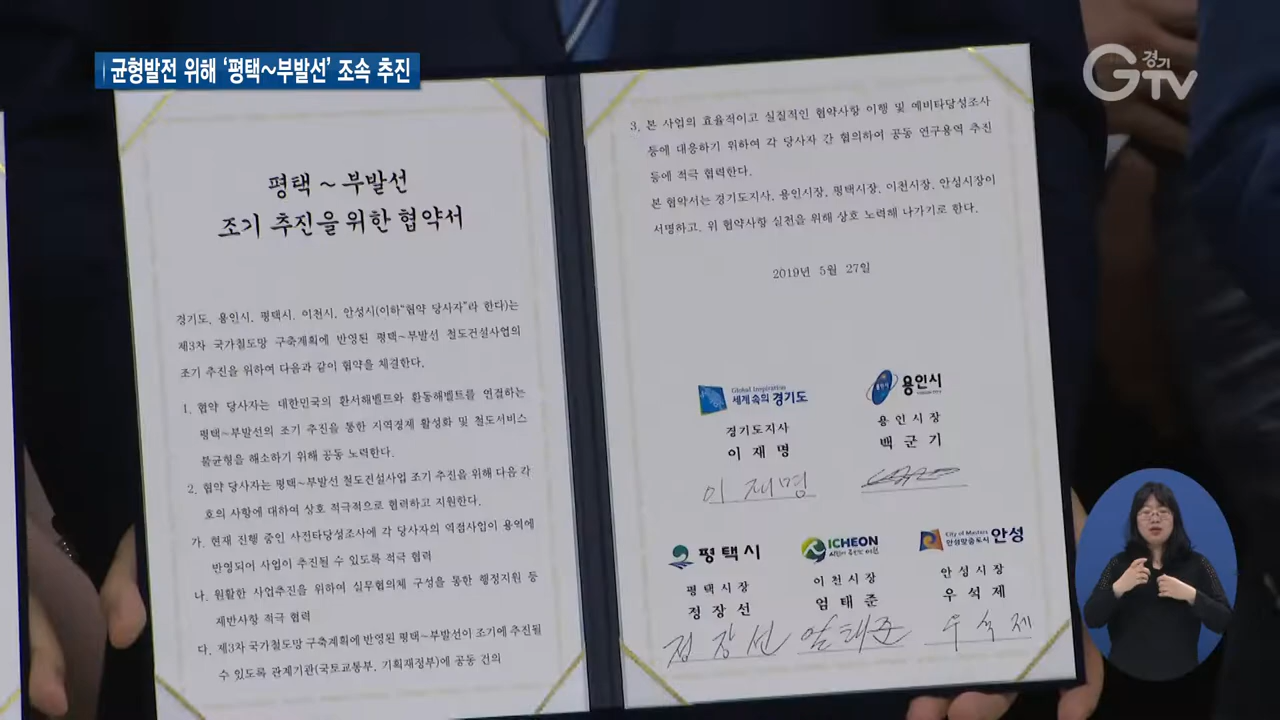 균형발전 위해 '평택~부발선' 조속 추진
경기
GTV
평택 ~ 부발선
조기 추진을 위한 협약서
경기도, 용인시, 평택시, 이천시, 안성시(이하"협약 당사자"라 한다)는
제3차 국가철도망 구축계획에 반영된 평택~부발선 철도건설사업의
조기 추진을 위하여 다음과 같이 협약을 체결한다.
1. 협약 당사자는 대한민국의 환서해벨트와 환동해벨트를 연결하는
평택~부발선의 조기 추진을 통한 지역경제 활성화 및 철도서비스
불균형을 해소하기 위해 공동 노력한다.
2. 협약 당사자는 평택~부발선 철도건설사업 조기 추진을 위해 다음 각
호의 사항에 대하여 상호 적극적으로 협력하고 지원한다.
가. 현재 진행 중인 사전타당성조사에 각 당사자의 역점사업이 용역에
반영되어 사업이 추진될 수 있도록 적극 협력
나. 원활한 사업추진을 위하여 실무협의체 구성을 통한 행정지원 등
제반사항 적극 협력
다. 제3차 국가철도망 구축계획에 반영된 평택~부발선이 조기에 추진될
수 있도록 관계기관(국토교통부, 기획재정부)에 공동 건의
3. 본 사업의 효율적이고 실질적인 협약사항 이행 및 예비타당성조사
등에 대응하기 위하여 각 당사자 간 협의하여 공동 연구용역 추진
등에 적극 협력한다.
본 협약서는 경기도지사, 용인시장, 평택시장, 이천시장, 안성시장이
서명하고, 위 협약사항 실천을 위해 상호 노력해 나가기로 한다.
2019년 5월 27일
Global Inspiration
세계속의 경기도
경기도지사
이 재 명
이 재명
용인시
용인시장
백 군 기
평택시
평택시장
정 장 선
정 장 선
ICHEON
이천시장
엄 태 준
엄태준
City of Masters
안성맞춤도시 안성
안성시장
우 석 제
우 석 제